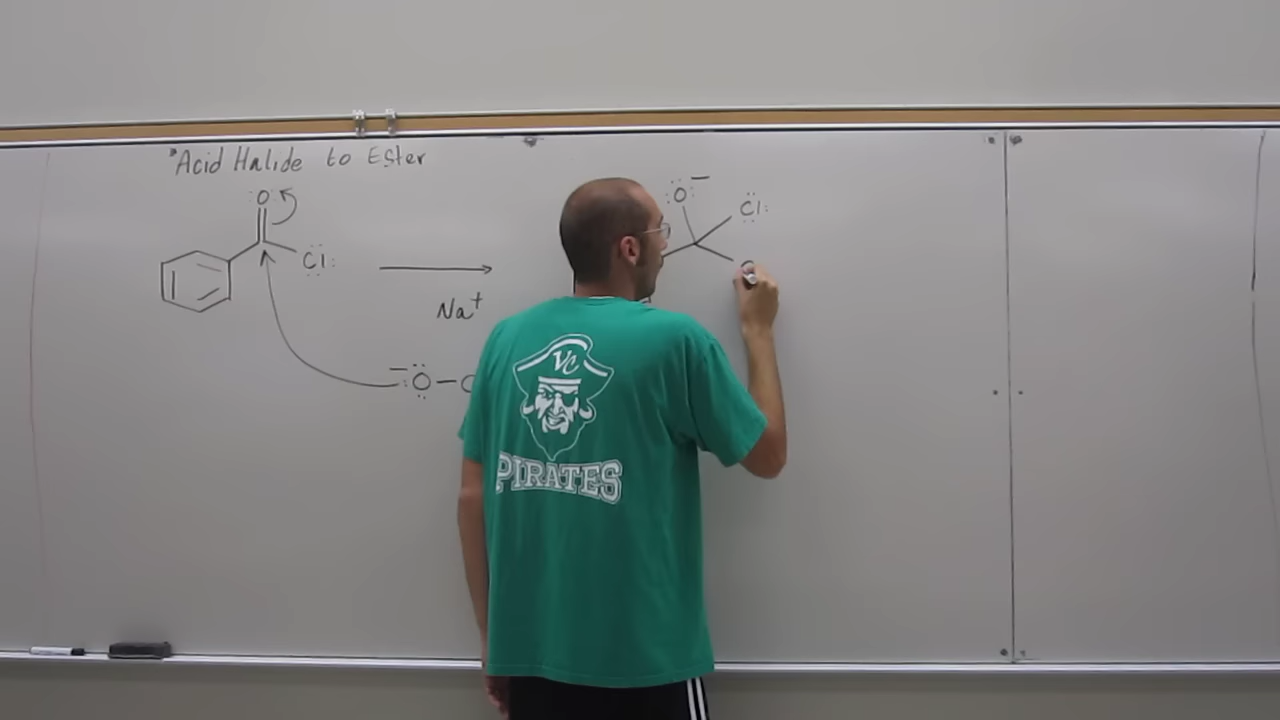 Acid Halide to Ester
:O:
Cl:
Na+
−:O—
:O:−
Cl:
VC
PIRATES